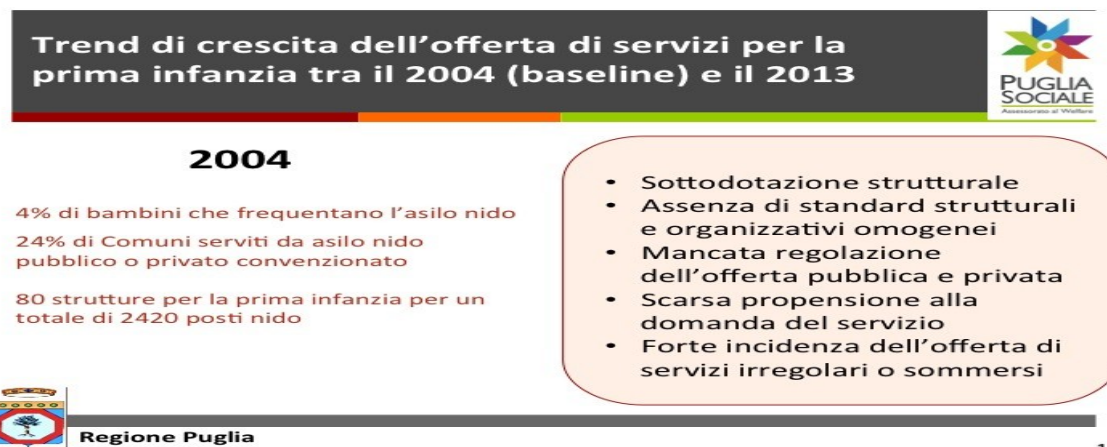 Trend di crescita dell’offerta di servizi per la
prima infanzia tra il 2004 (baseline) e il 2013
PUGLIA
SOCIALE
Assessorato al Welfare
2004
4% di bambini che frequentano l’asilo nido
24% di Comuni serviti da asilo nido
pubblico o privato convenzionato
80 strutture per la prima infanzia per un
totale di 2420 posti nido
• Sottodotazione strutturale
• Assenza di standard strutturali
e organizzativi omogenei
• Mancata regolazione
dell’offerta pubblica e privata
• Scarsa propensione alla
domanda del servizio
• Forte incidenza dell’offerta di
servizi irregolari o sommersi
Regione Puglia